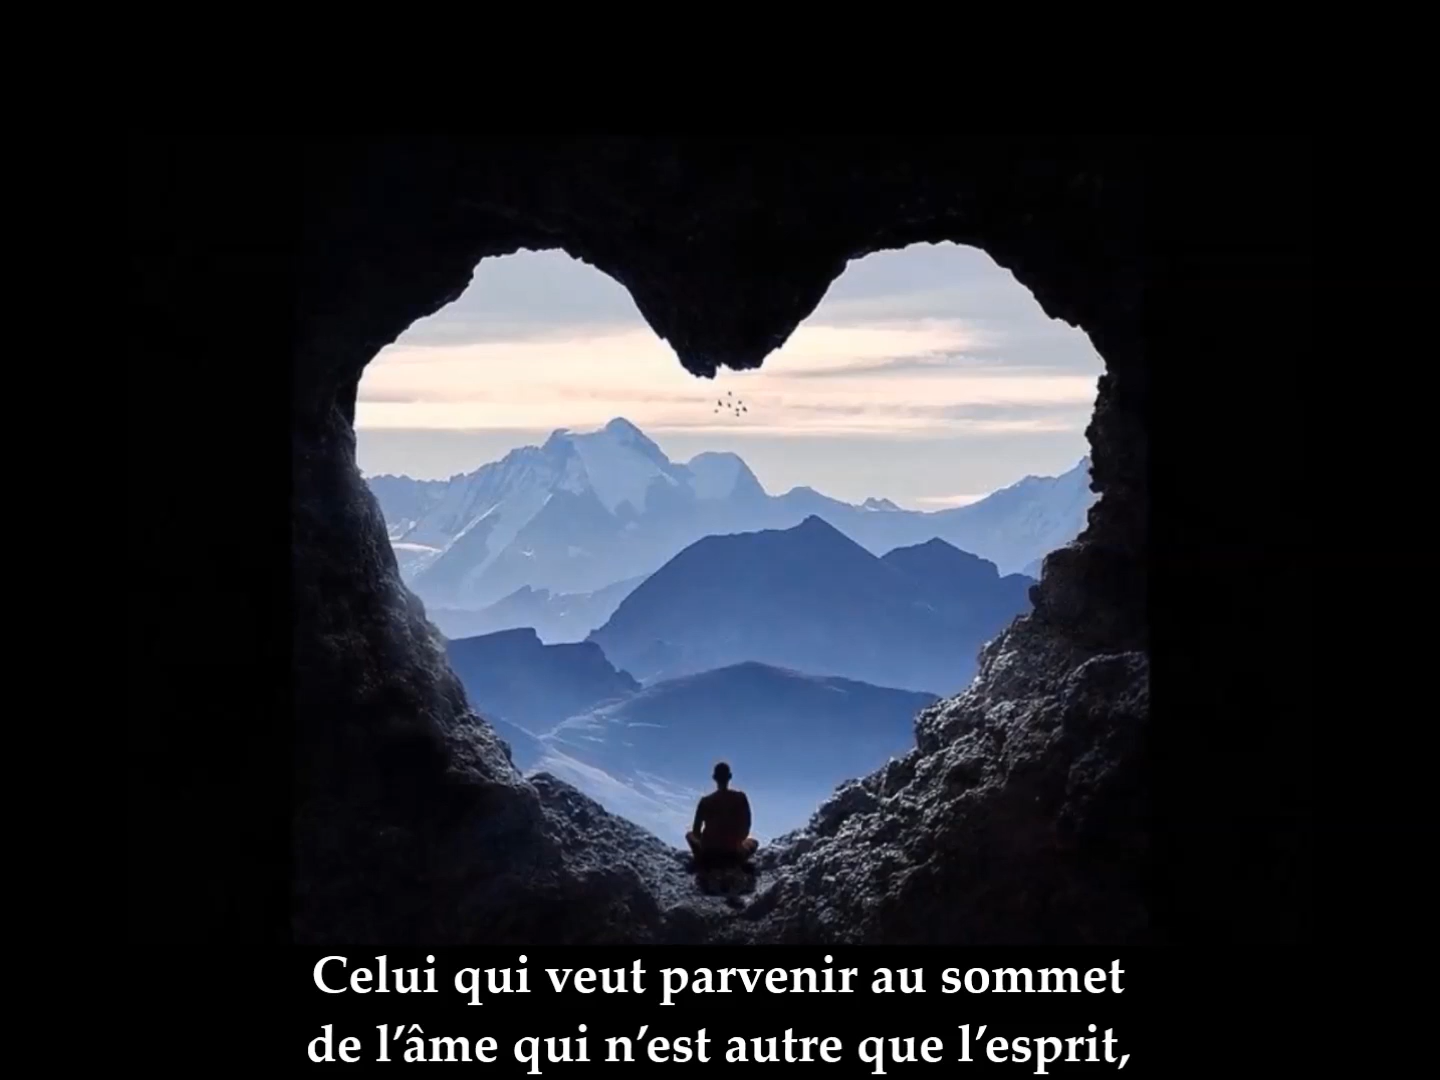 Celui qui veut parvenir au sommet
de l’âme qui n’est autre que l’esprit,